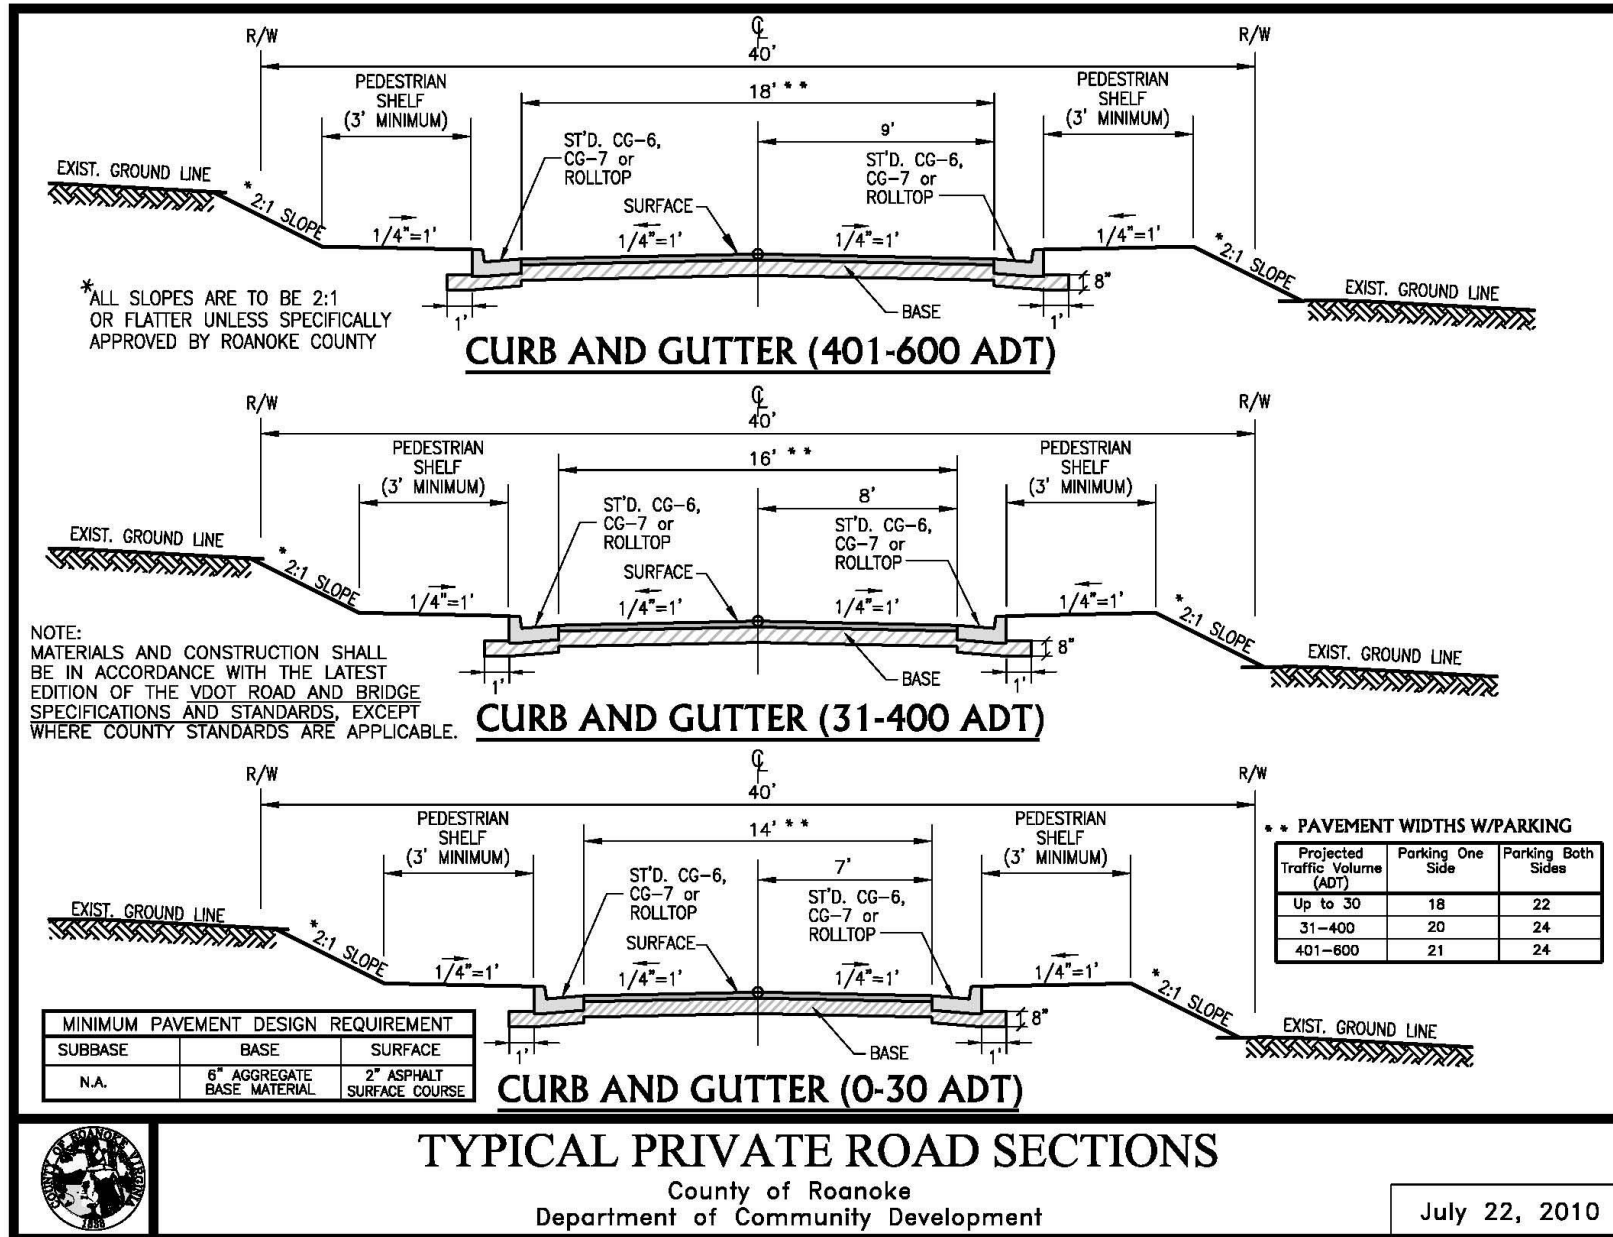 ℄
R/W
R/W
40'
PEDESTRIAN
SHELF
(3' MINIMUM)
PEDESTRIAN
SHELF
(3' MINIMUM)
18' **
9'
ST'D. CG-6,
CG-7 or
ROLLTOP
ST'D. CG-6,
CG-7 or
ROLLTOP
EXIST. GROUND LINE
* 2:1 SLOPE
SURFACE
1/4"=1'
1/4"=1'
1/4"=1'
1/4"=1'
* 2:1 SLOPE
8"
EXIST. GROUND LINE
*ALL SLOPES ARE TO BE 2:1
OR FLATTER UNLESS SPECIFICALLY
APPROVED BY ROANOKE COUNTY
1'
BASE
1'
CURB AND GUTTER (401-600 ADT)
℄
R/W
R/W
40'
PEDESTRIAN
SHELF
(3' MINIMUM)
PEDESTRIAN
SHELF
(3' MINIMUM)
16' **
8'
ST'D. CG-6,
CG-7 or
ROLLTOP
ST'D. CG-6,
CG-7 or
ROLLTOP
EXIST. GROUND LINE
* 2:1 SLOPE
SURFACE
1/4"=1'
1/4"=1'
1/4"=1'
1/4"=1'
* 2:1 SLOPE
8"
EXIST. GROUND LINE
NOTE:
MATERIALS AND CONSTRUCTION SHALL
BE IN ACCORDANCE WITH THE LATEST
EDITION OF THE VDOT ROAD AND BRIDGE
SPECIFICATIONS AND STANDARDS, EXCEPT
WHERE COUNTY STANDARDS ARE APPLICABLE.
1'
BASE
1'
CURB AND GUTTER (31-400 ADT)
℄
R/W
R/W
40'
PEDESTRIAN
SHELF
(3' MINIMUM)
PEDESTRIAN
SHELF
(3' MINIMUM)
14' **
7'
ST'D. CG-6,
CG-7 or
ROLLTOP
ST'D. CG-6,
CG-7 or
ROLLTOP
EXIST. GROUND LINE
* 2:1 SLOPE
SURFACE
1/4"=1'
1/4"=1'
1/4"=1'
1/4"=1'
* 2:1 SLOPE
8"
EXIST. GROUND LINE
1'
BASE
1'
CURB AND GUTTER (0-30 ADT)
** PAVEMENT WIDTHS W/PARKING
Projected Traffic Volume (ADT) Parking One Side Parking Both Sides
Up to 30 18 22
31-400 20 24
401-600 21 24
MINIMUM PAVEMENT DESIGN REQUIREMENT
SUBBASE BASE SURFACE
N.A. 6" AGGREGATE BASE MATERIAL 2" ASPHALT SURFACE COURSE
COUNTY OF ROANOKE VIRGINIA
1838
TYPICAL PRIVATE ROAD SECTIONS
County of Roanoke
Department of Community Development
July 22, 2010